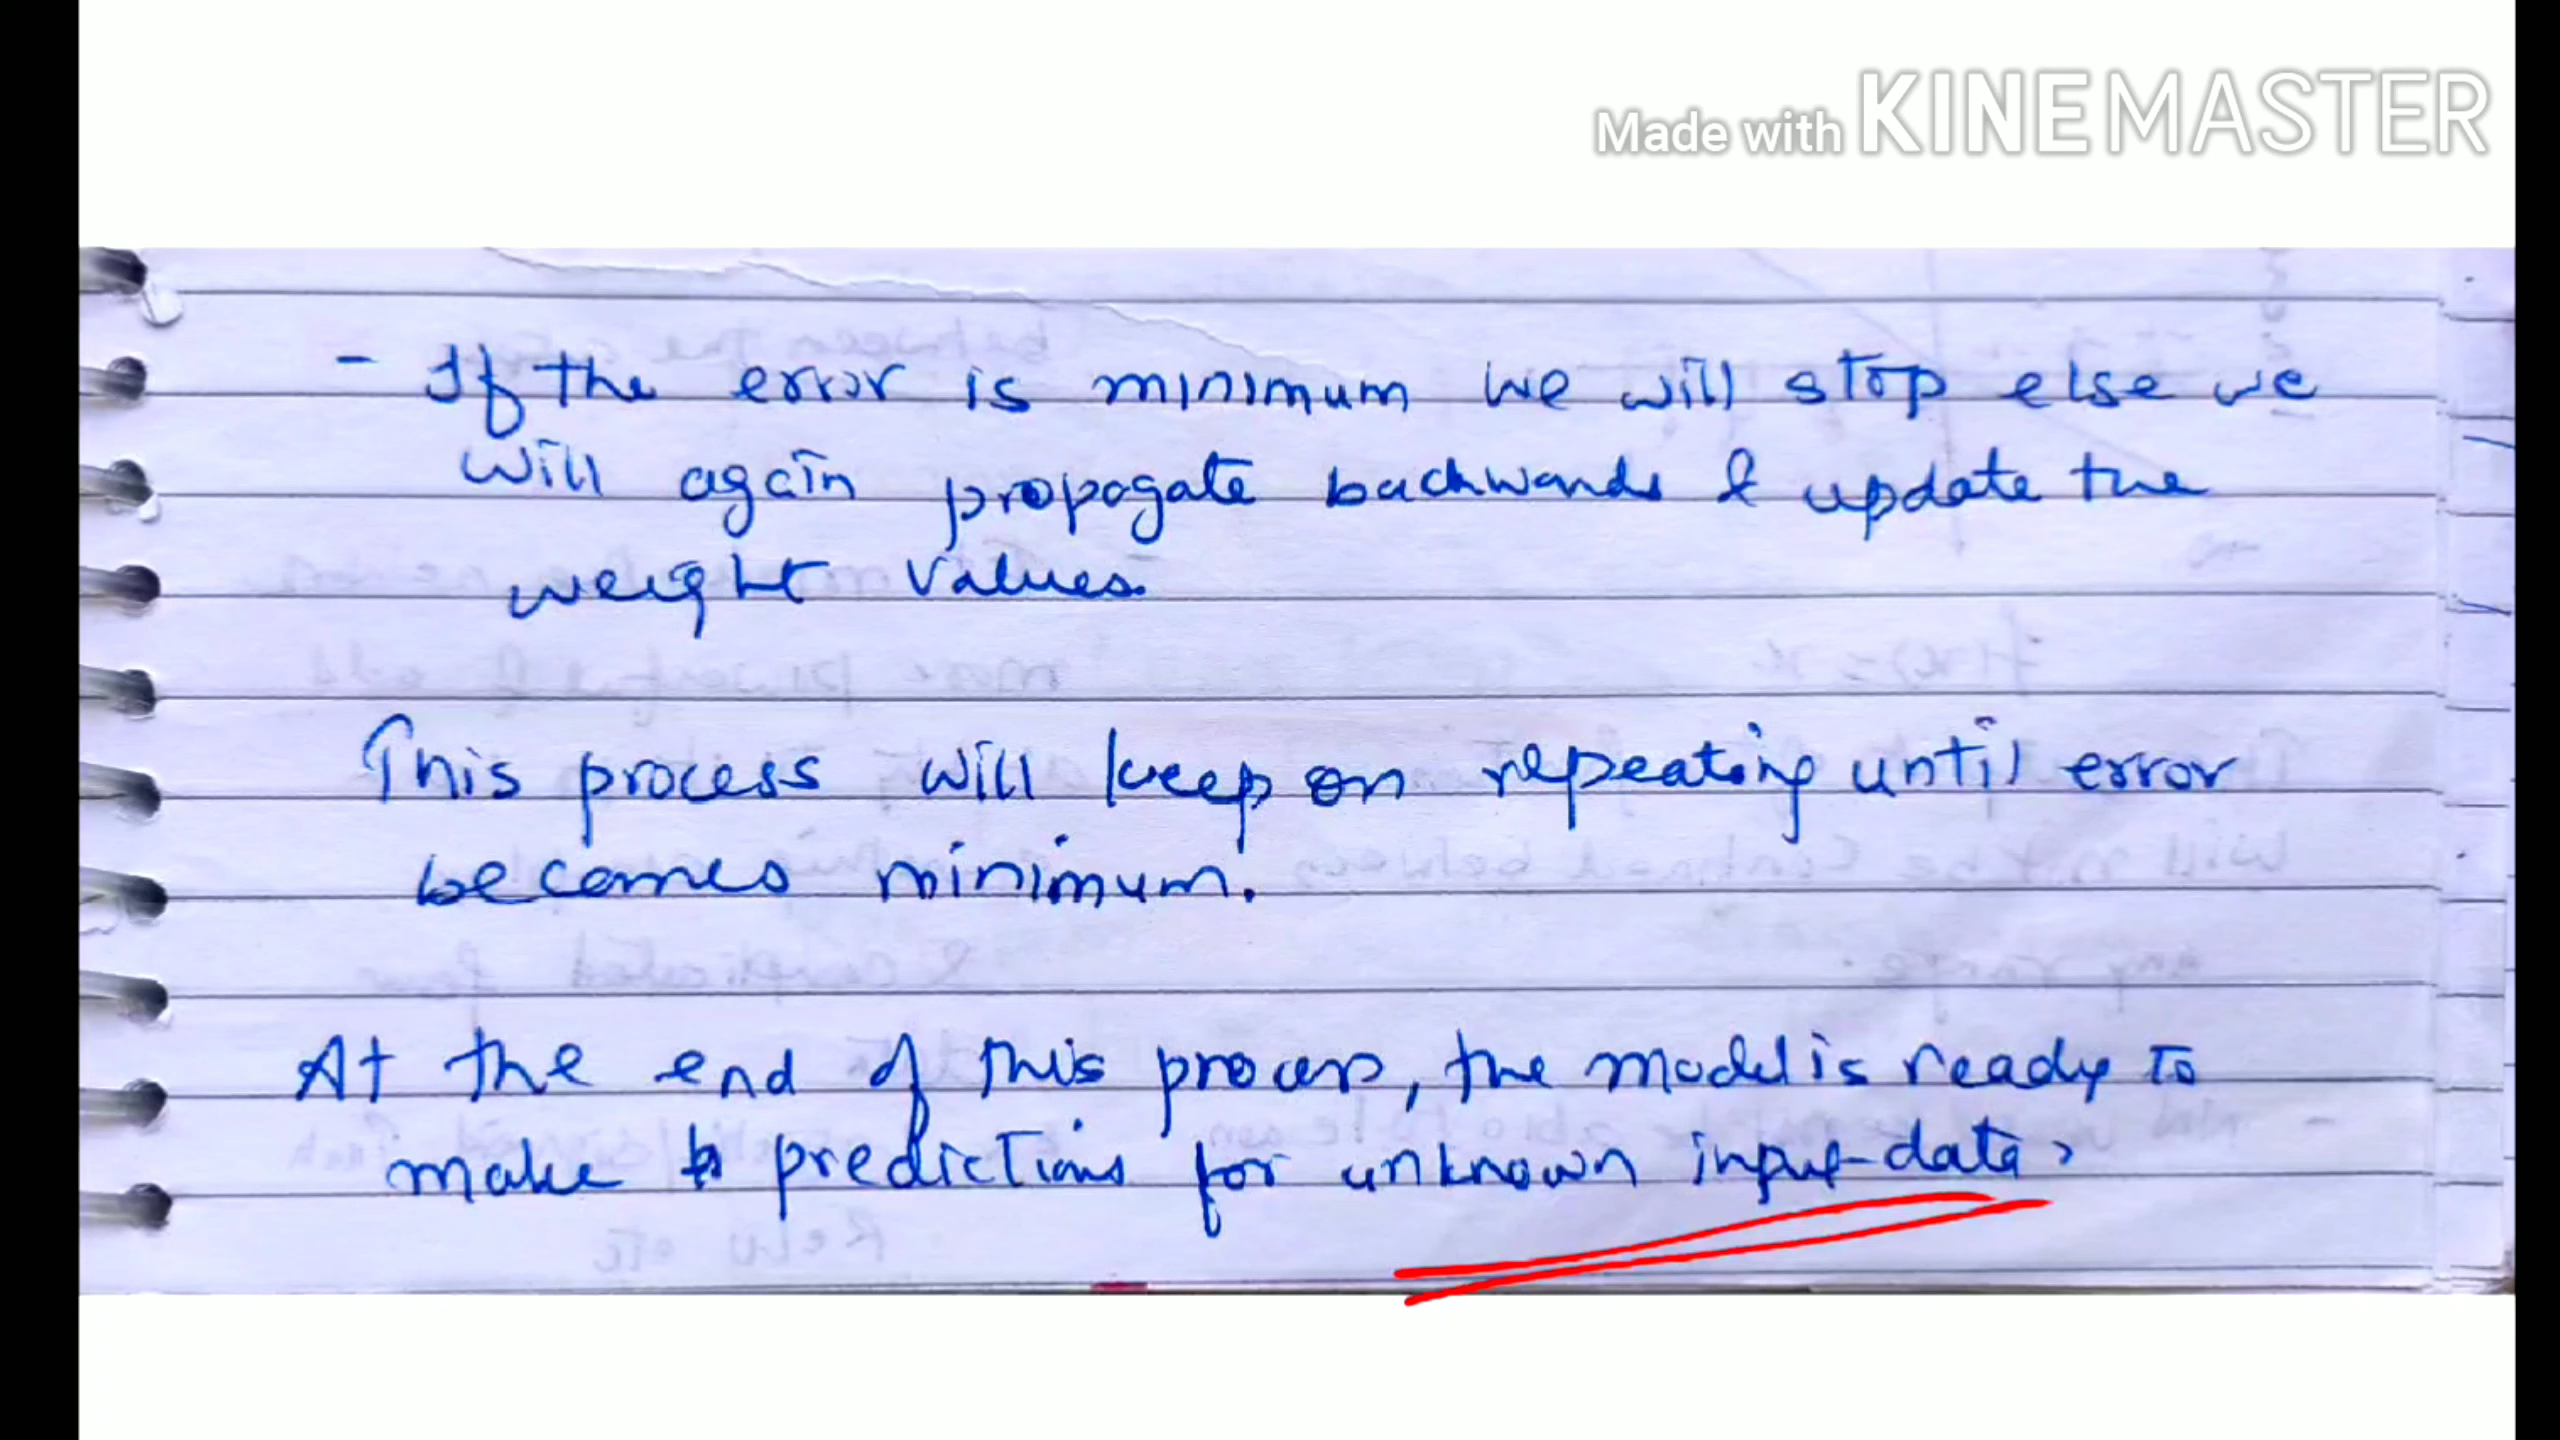 Made with KINEMASTER
- If the error is minimum we will stop else we
will again propagate backwards & update the
weight values.
This process will keep on repeating until error
becomes minimum.
At the end of this process, the model is ready to
make predictions for unknown input-data.